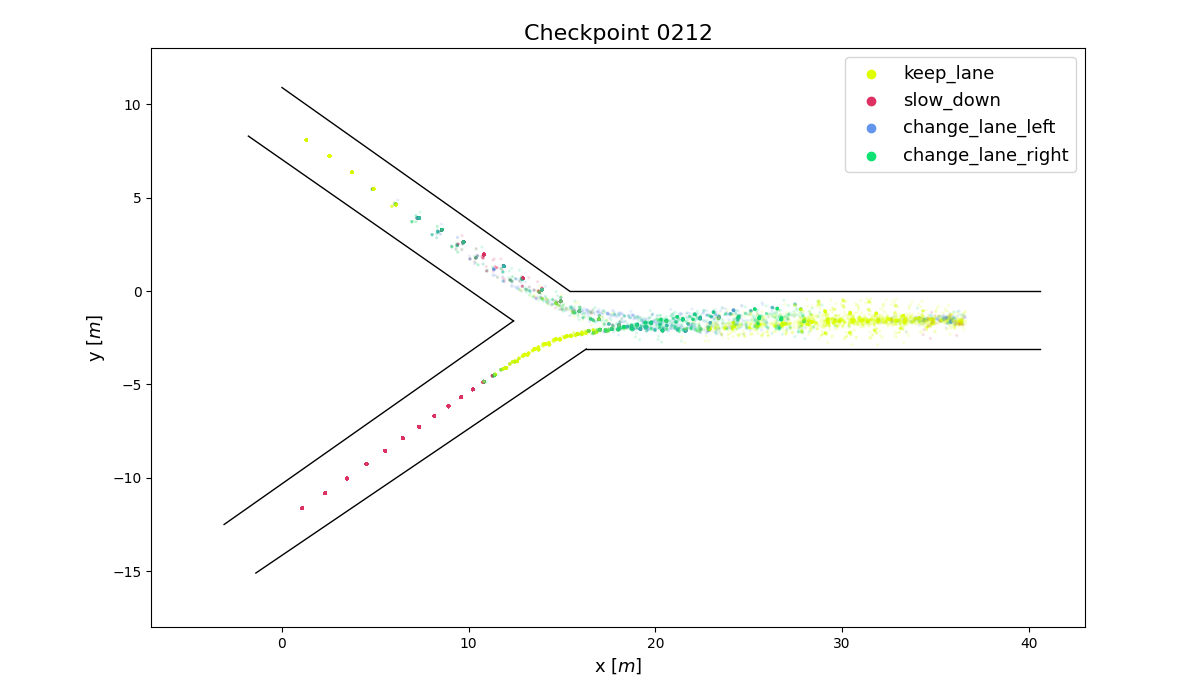 Checkpoint 0212
keep_lane
slow_down
change_lane_left
change_lane_right
10
5
0
−5
−10
−15
y [m]
0
10
20
30
40
x [m]